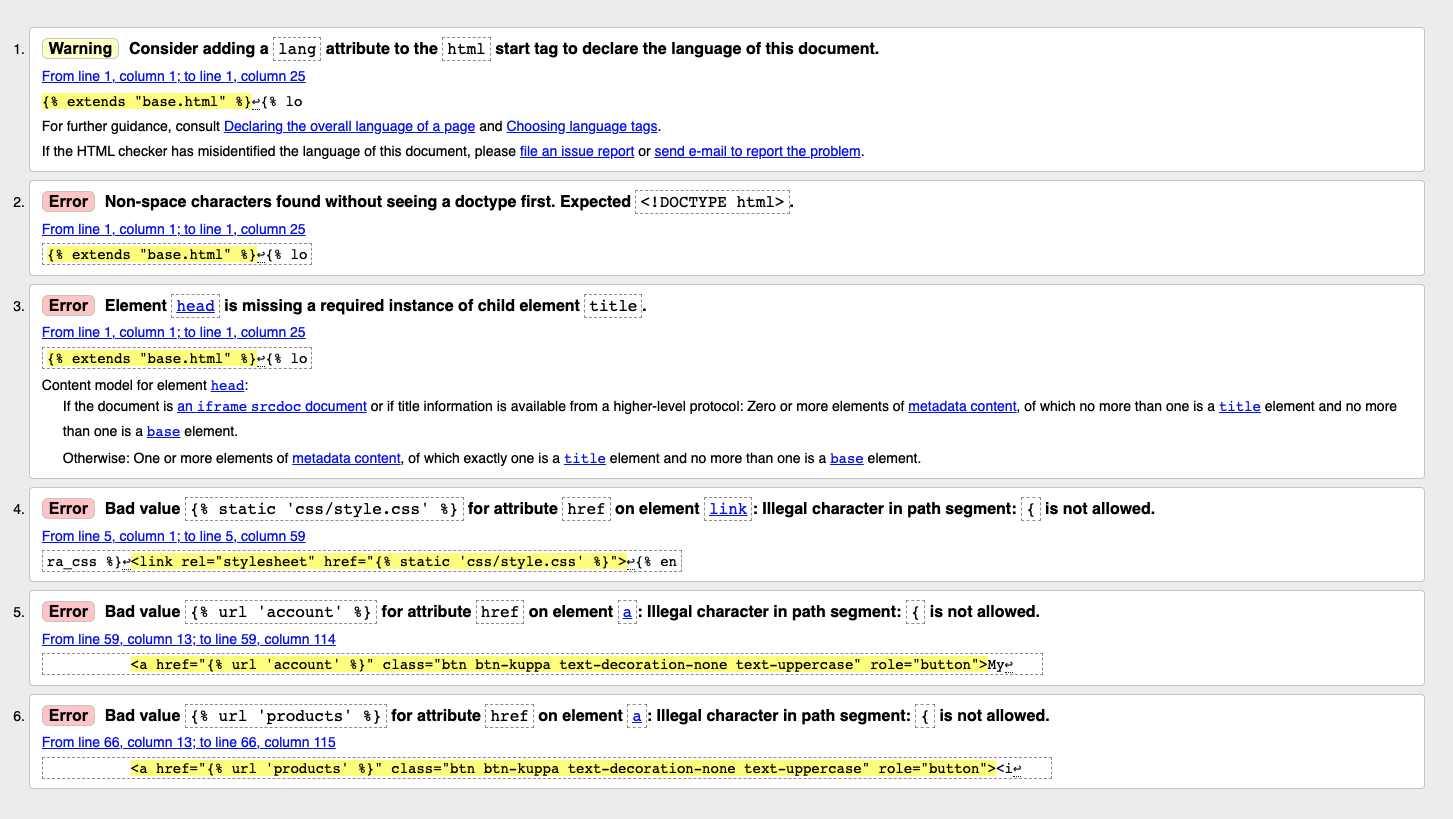 1. Warning Consider adding a lang attribute to the html start tag to declare the language of this document.
From line 1, column 1; to line 1, column 25
{% extends "base.html" %}↩{% lo
For further guidance, consult Declaring the overall language of a page and Choosing language tags.
If the HTML checker has misidentified the language of this document, please file an issue report or send e-mail to report the problem.
2. Error Non-space characters found without seeing a doctype first. Expected <!DOCTYPE html>.
From line 1, column 1; to line 1, column 25
{% extends "base.html" %}↩{% lo
3. Error Element head is missing a required instance of child element title.
From line 1, column 1; to line 1, column 25
{% extends "base.html" %}↩{% lo
Content model for element head:
If the document is an iframe srcdoc document or if title information is available from a higher-level protocol: Zero or more elements of metadata content, of which no more than one is a title element and no more
than one is a base element.
Otherwise: One or more elements of metadata content, of which exactly one is a title element and no more than one is a base element.
4. Error Bad value {% static 'css/style.css' %} for attribute href on element link: Illegal character in path segment: { is not allowed.
From line 5, column 1; to line 5, column 59
ra_css %}↩<link rel="stylesheet" href="{% static 'css/style.css' %}">↩{% en
5. Error Bad value {% url 'account' %} for attribute href on element a: Illegal character in path segment: { is not allowed.
From line 59, column 13; to line 59, column 114
<a href="{% url 'account' %}" class="btn btn-kuppa text-decoration-none text-uppercase" role="button">My↩
6. Error Bad value {% url 'products' %} for attribute href on element a: Illegal character in path segment: { is not allowed.
From line 66, column 13; to line 66, column 115
<a href="{% url 'products' %}" class="btn btn-kuppa text-decoration-none text-uppercase" role="button"><i↩